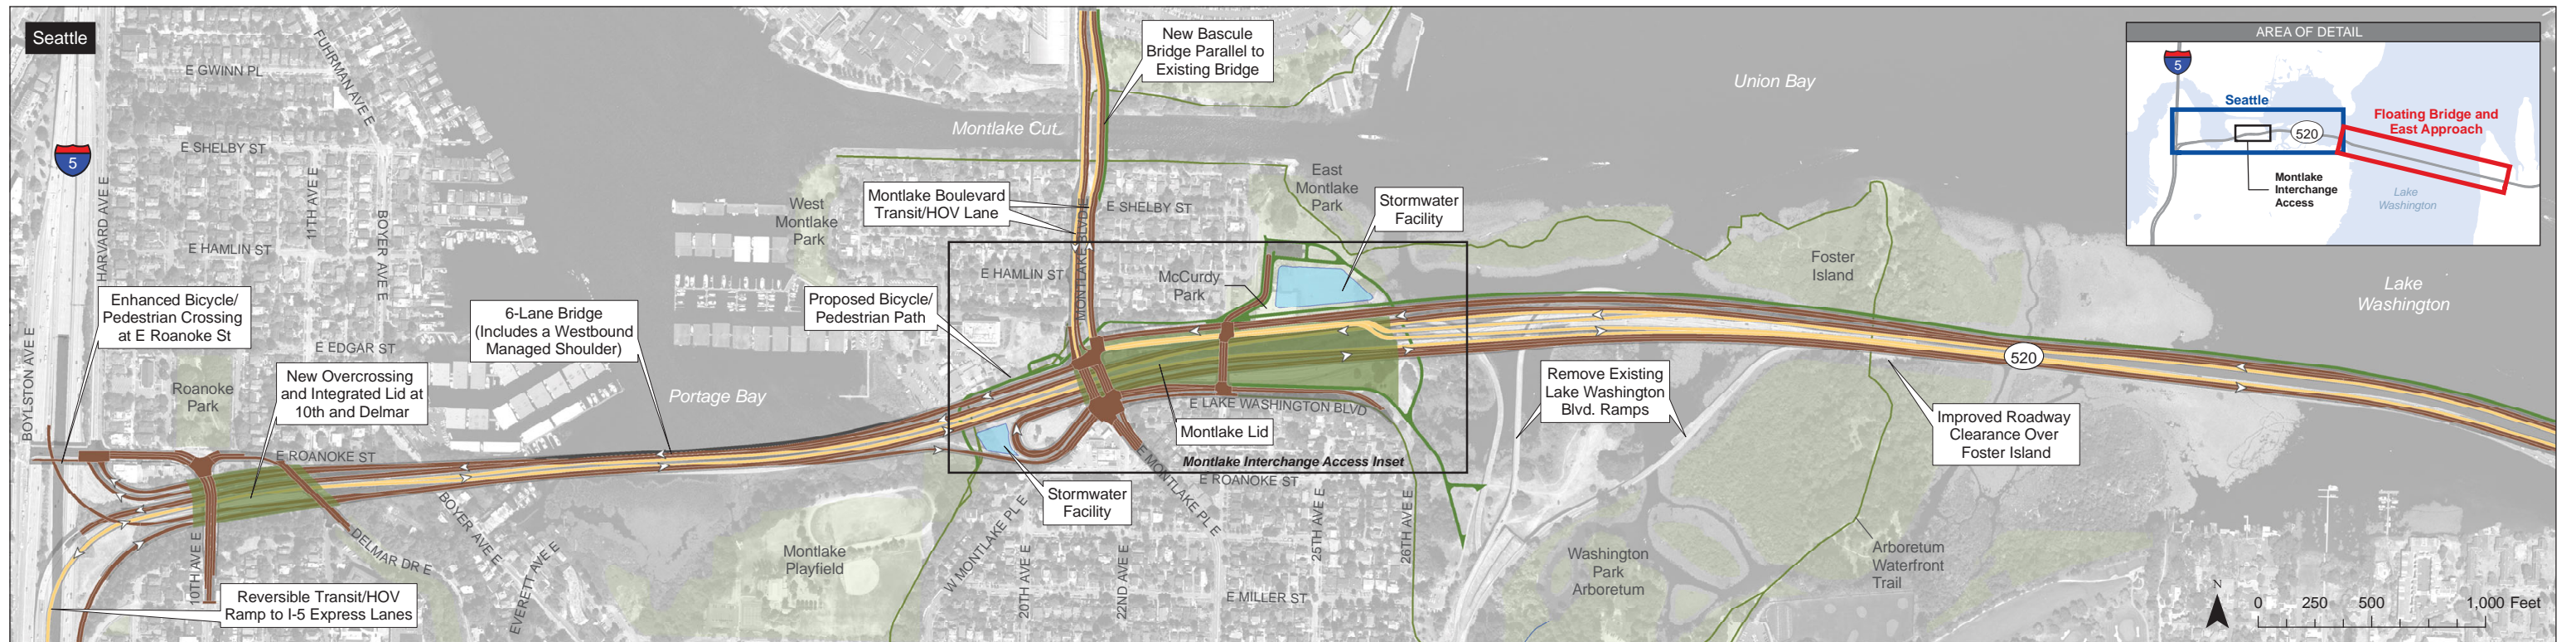 Seattle
E GWINN PL
FUHRMAN AVE E
5
E SHELBY ST
HARVARD AVE E
11TH AVE E
BOYER AVE E
E HAMLIN ST
Enhanced Bicycle/
Pedestrian Crossing
at E Roanoke St
BOYLSTON AVE E
E EDGAR ST
Roanoke
Park
New Overcrossing
and Integrated Lid at
10th and Delmar
E ROANOKE ST
10TH AVE E
DELMAR DR E
BOYER AVE E
EVERETT AVE E
Reversible Transit/HOV
Ramp to I-5 Express Lanes
6-Lane Bridge
(Includes a Westbound
Managed Shoulder)
Portage Bay
Montlake
Playfield
West
Montlake
Park
Montlake Cut
New Bascule
Bridge Parallel to
Existing Bridge
Montlake Boulevard
Transit/HOV Lane
MONTLAKE BLVD E
E SHELBY ST
E HAMLIN ST
East
Montlake
Park
Stormwater
Facility
McCurdy
Park
Proposed Bicycle/
Pedestrian Path
E LAKE WASHINGTON BLVD
Montlake Lid
Montlake Interchange Access Inset
E ROANOKE ST
Stormwater
Facility
W MONTLAKE PL E
E MONTLAKE PL E
20TH AVE E
22ND AVE E
25TH AVE E
26TH AVE E
E MILLER ST
Union Bay
Foster
Island
Remove Existing
Lake Washington
Blvd. Ramps
520
Improved Roadway
Clearance Over
Foster Island
Washington
Park
Arboretum
Arboretum
Waterfront
Trail
Lake
Washington
AREA OF DETAIL
5
Seattle
520
Floating Bridge and
East Approach
Montlake
Interchange
Access
Lake
Washington
N
0 250 500 1,000 Feet